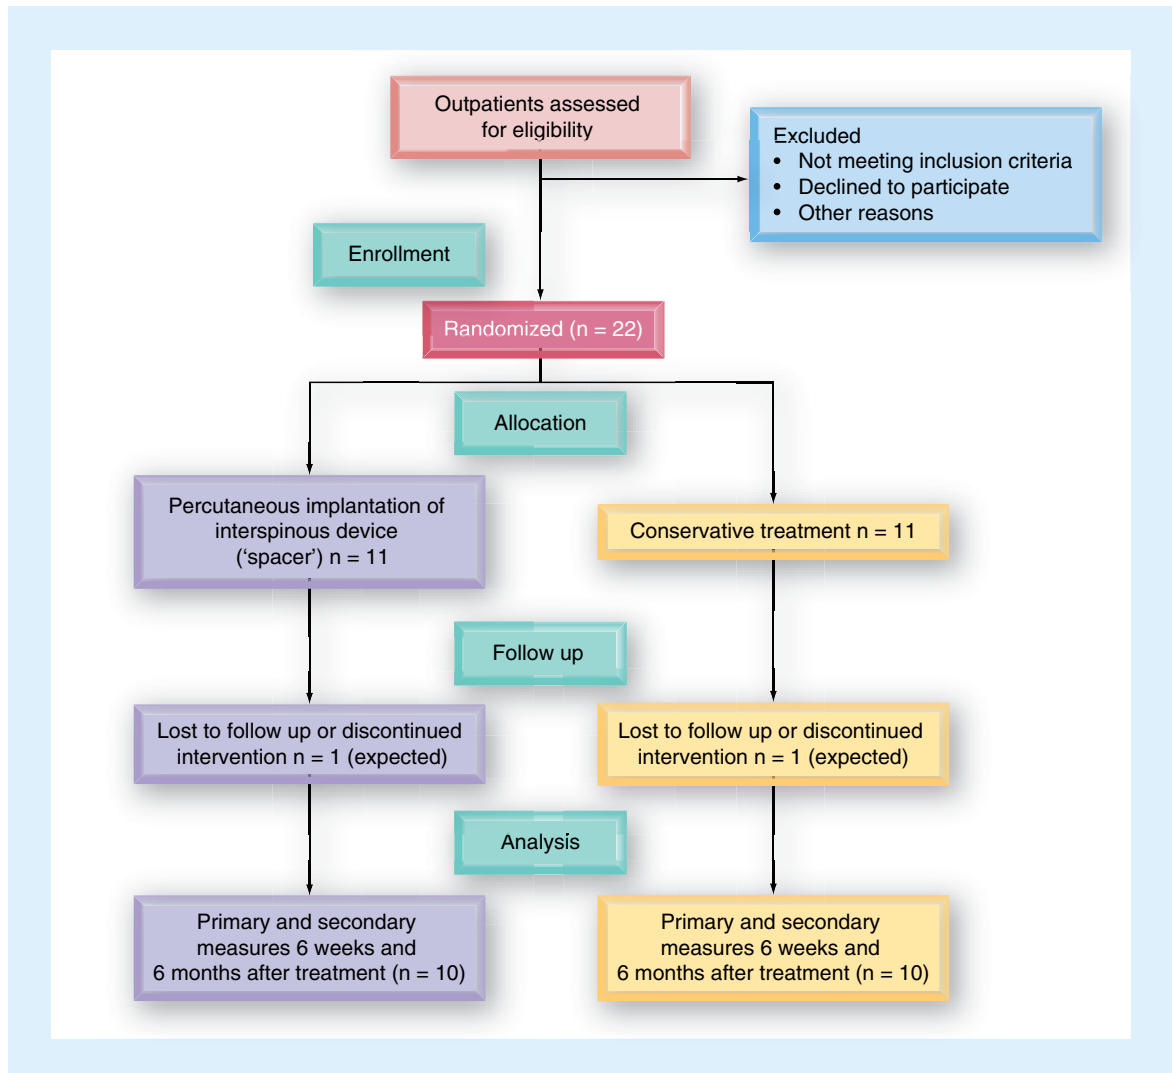 Outpatients assessed
for eligibility
Excluded
• Not meeting inclusion criteria
• Declined to participate
• Other reasons
Enrollment
Randomized (n = 22)
Allocation
Percutaneous implantation of
interspinous device
(‘spacer’) n = 11
Conservative treatment n = 11
Follow up
Lost to follow up or discontinued
intervention n = 1 (expected)
Lost to follow up or discontinued
intervention n = 1 (expected)
Analysis
Primary and secondary
measures 6 weeks and
6 months after treatment (n = 10)
Primary and secondary
measures 6 weeks and
6 months after treatment (n = 10)